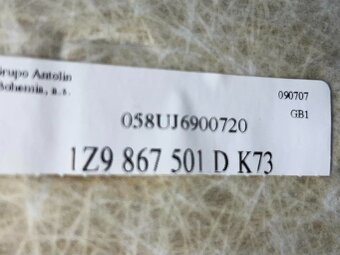 Grupo Antolin
Bohemia, a.s.
090707
GB1
058UJ6900720
1Z9 867 501 D K73